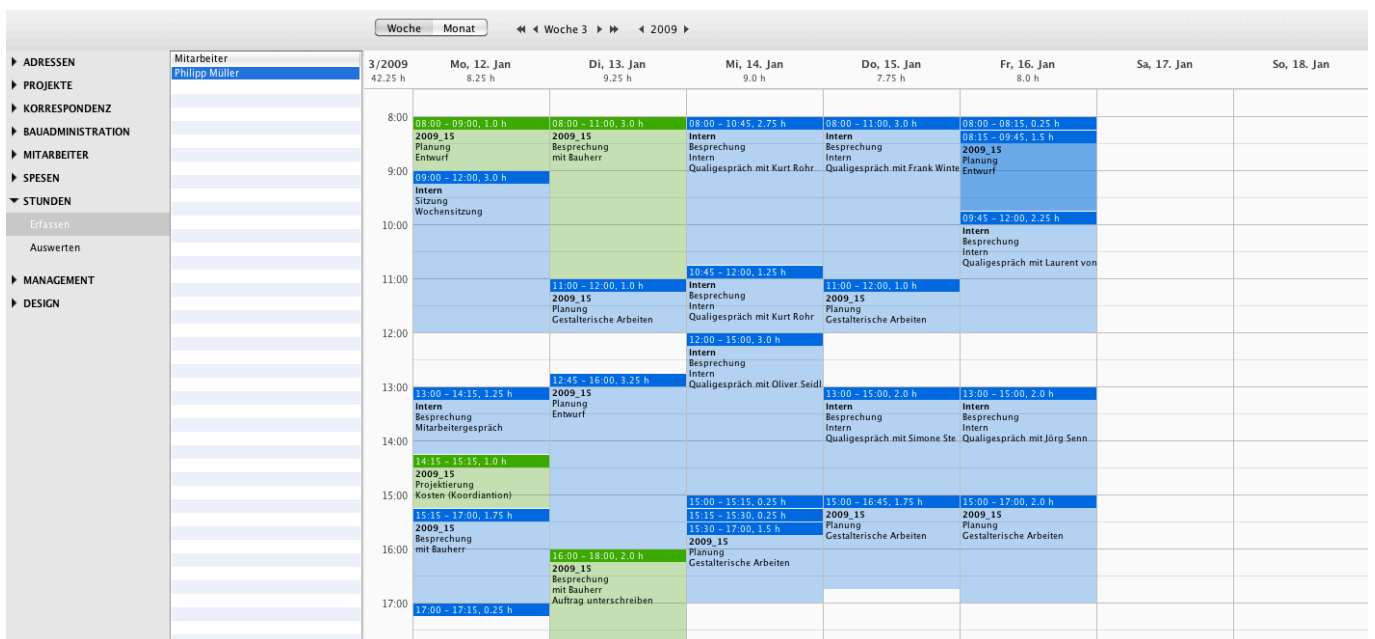 Woche Monat Woche 3 2009
ADRESSEN
PROJEKTE
KORRESPONDENZ
BAUADMINISTRATION
MITARBEITER
SPESEN
STUNDEN
Erfassen
Auswerten
MANAGEMENT
DESIGN
Mitarbeiter
Philipp Müller
3/2009 Mo, 12. Jan Di, 13. Jan Mi, 14. Jan Do, 15. Jan Fr, 16. Jan Sa, 17. Jan So, 18. Jan
42.25 h 8.25 h 9.25 h 9.0 h 7.75 h 8.0 h
8:00
9:00
10:00
11:00
12:00
13:00
14:00
15:00
16:00
17:00
08:00 – 09:00, 1.0 h
2009_15
Planung
Entwurf
09:00 – 12:00, 3.0 h
Intern
Sitzung
Wochensitzung
13:00 – 14:15, 1.25 h
Intern
Besprechung
Mitarbeitergespräch
14:15 – 15:15, 1.0 h
2009_15
Projektierung
Kosten (Koordiantion)
15:15 – 17:00, 1.75 h
2009_15
Besprechung
mit Bauherr
17:00 – 17:15, 0.25 h
08:00 – 11:00, 3.0 h
2009_15
Besprechung
mit Bauherr
11:00 – 12:00, 1.0 h
2009_15
Planung
Gestalterische Arbeiten
12:45 – 16:00, 3.25 h
2009_15
Planung
Entwurf
16:00 – 18:00, 2.0 h
2009_15
Besprechung
mit Bauherr
Auftrag unterschreiben
08:00 – 10:45, 2.75 h
Intern
Besprechung
Intern
Qualigespräch mit Kurt Rohr
10:45 – 12:00, 1.25 h
Intern
Besprechung
Intern
Qualigespräch mit Kurt Rohr
12:00 – 15:00, 3.0 h
Intern
Besprechung
Intern
Qualigespräch mit Oliver Seidl
15:00 – 15:15, 0.25 h
15:15 – 15:30, 0.25 h
15:30 – 17:00, 1.5 h
2009_15
Planung
Gestalterische Arbeiten
08:00 – 11:00, 3.0 h
Intern
Besprechung
Intern
Qualigespräch mit Frank Winte
11:00 – 12:00, 1.0 h
2009_15
Planung
Gestalterische Arbeiten
13:00 – 15:00, 2.0 h
Intern
Besprechung
Intern
Qualigespräch mit Simone Ste
15:00 – 16:45, 1.75 h
2009_15
Planung
Gestalterische Arbeiten
08:00 – 08:15, 0.25 h
08:15 – 09:45, 1.5 h
2009_15
Planung
Entwurf
09:45 – 12:00, 2.25 h
Intern
Besprechung
Intern
Qualigespräch mit Laurent von
13:00 – 15:00, 2.0 h
Intern
Besprechung
Intern
Qualigespräch mit Jörg Senn
15:00 – 17:00, 2.0 h
2009_15
Planung
Gestalterische Arbeiten